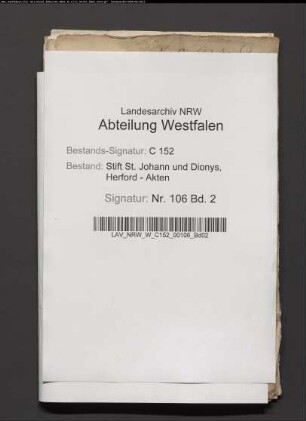 Landesarchiv NRW
Abteilung Westfalen
Bestands-Signatur: C 152
Bestand: Stift St. Johann und Dionys,
Herford - Akten
Signatur: Nr. 106 Bd. 2
LAV_NRW_W_C152_00106_Bd02